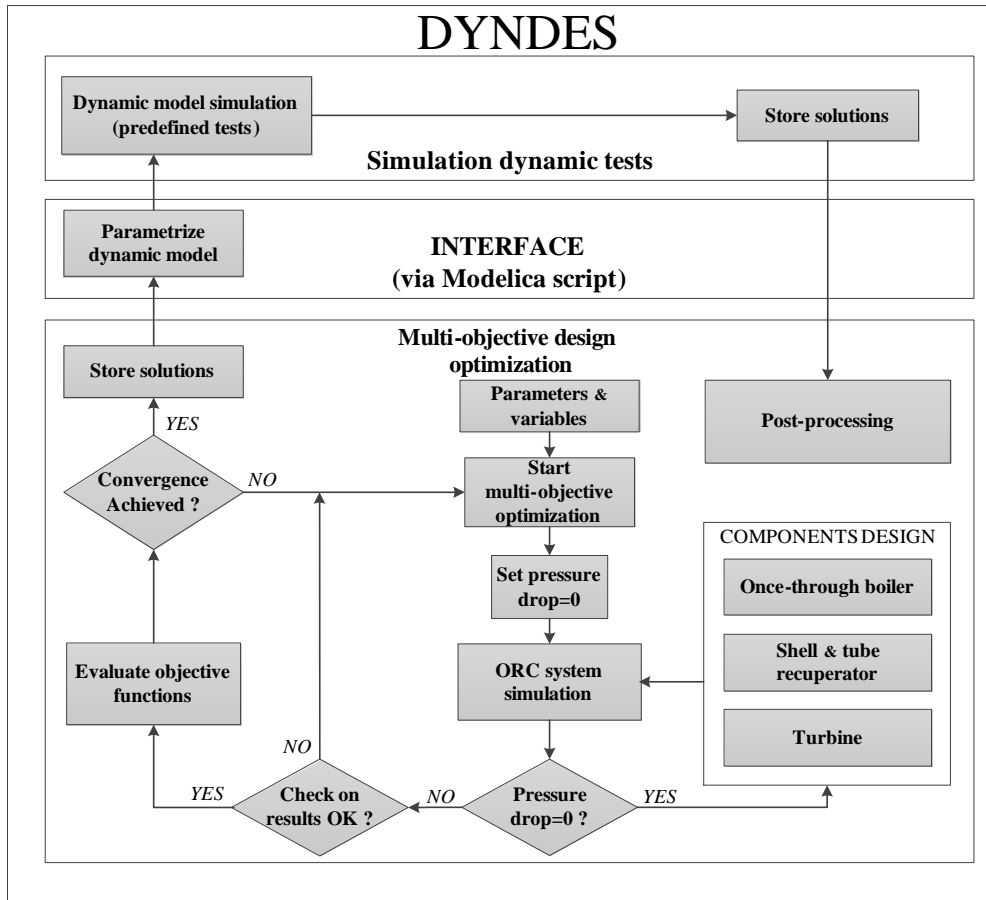 DYNDES
Dynamic model simulation
(predefined tests)
Store solutions
Simulation dynamic tests
Parametrize
dynamic model
INTERFACE
(via Modelica script)
Multi-objective design
optimization
Store solutions
Parameters &
variables
Post-processing
YES
Convergence
Achieved ?
NO
Start
multi-objective
optimization
COMPONENTS DESIGN
Set pressure
drop=0
Once-through boiler
Evaluate objective
functions
ORC system
simulation
Shell & tube
recuperator
Turbine
NO
YES
Check on
results OK ?
NO
Pressure
drop=0 ?
YES